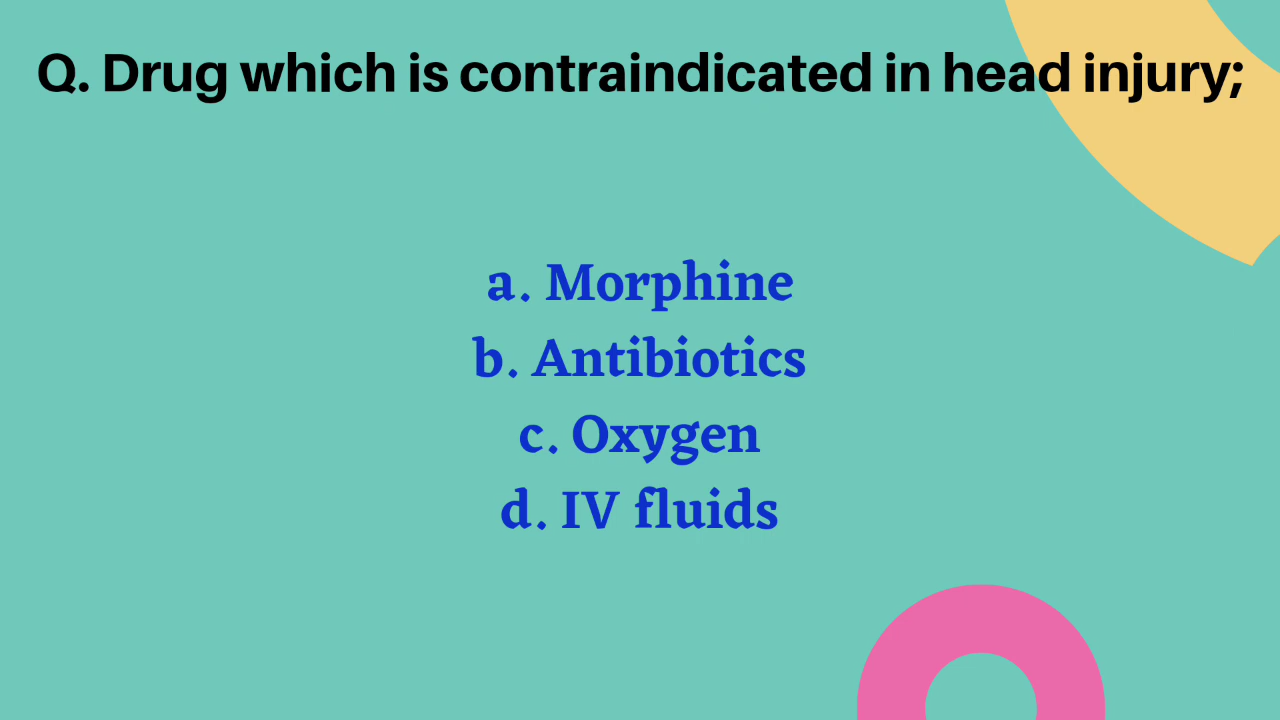 Q. Drug which is contraindicated in head injury;
a. Morphine
b. Antibiotics
c. Oxygen
d. IV fluids